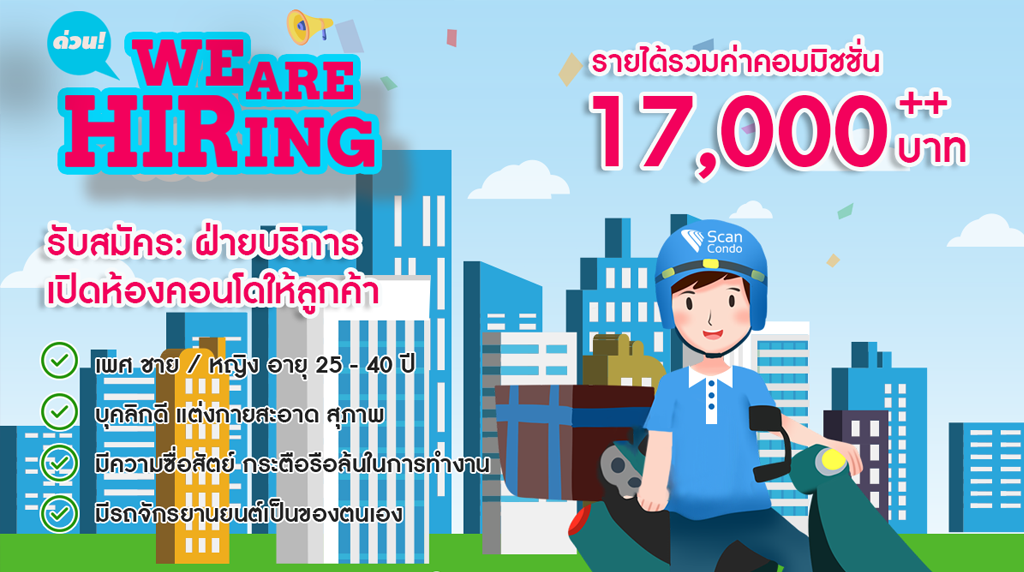 ด่วน!
WE ARE
HIRING
รายได้รวมค่าคอมมิชชั่น
17,000++
บาท
รับสมัคร: ฝ่ายบริการ
เปิดห้องคอนโดให้ลูกค้า
เพศ ชาย / หญิง อายุ 25 - 40 ปี
บุคลิกดี แต่งกายสะอาด สุภาพ
มีความซื่อสัตย์ กระตือรือล้นในการทำงาน
มีรถจักรยานยนต์เป็นของตนเอง
Scan
Condo
Scan
Condo